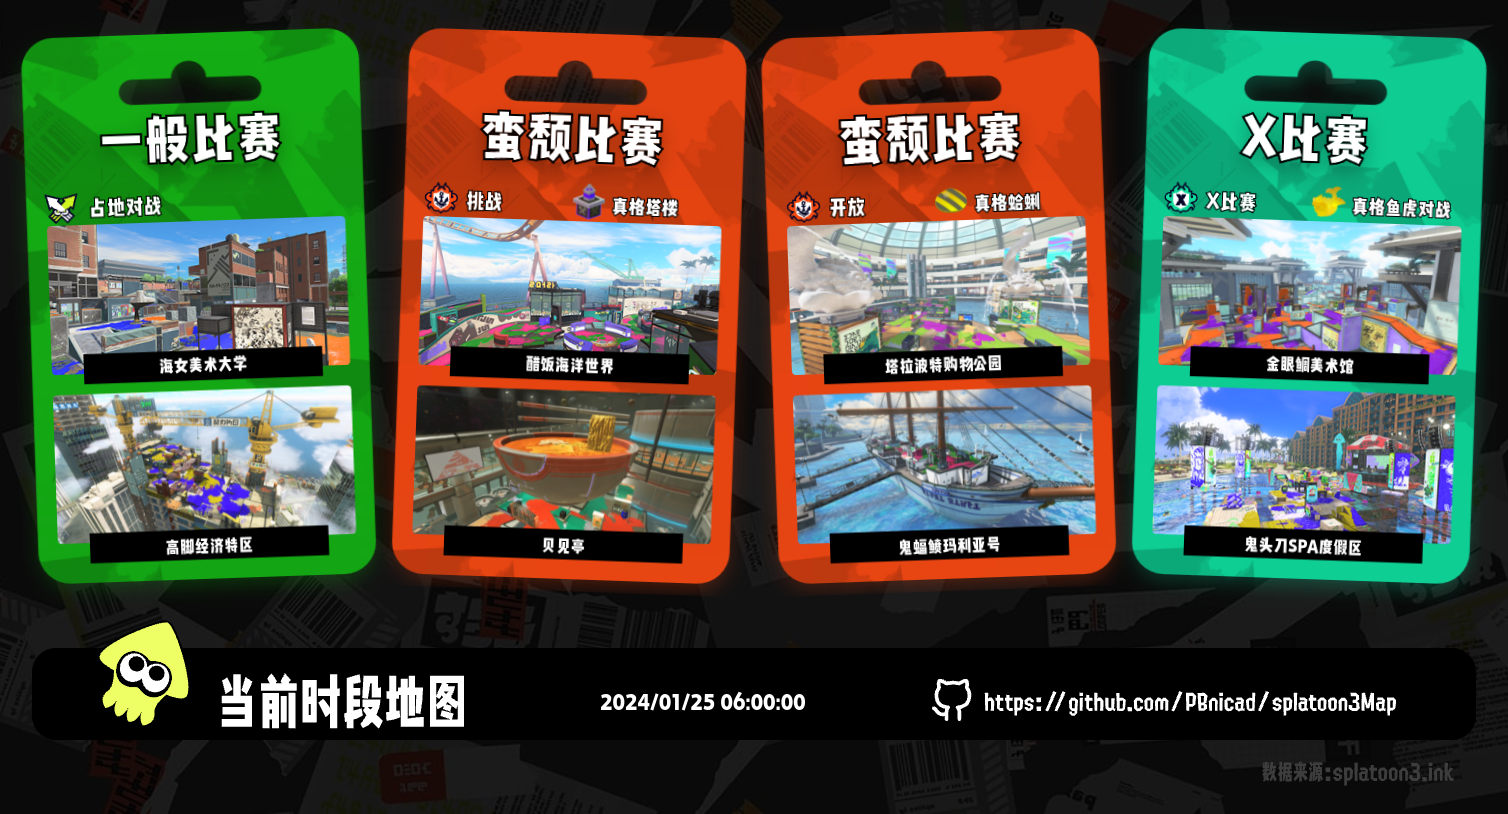 一般比赛
占地对战
海女美术大学
高脚经济特区
蛮颓比赛
挑战
真格塔楼
醋饭海洋世界
贝见亭
蛮颓比赛
开放
真格蛤蜊
塔拉波特购物公园
鬼蝠鲼玛利亚号
X比赛
X比赛
真格鱼虎对战
金眼鲷美术馆
鬼头刀SPA度假区
当前时段地图
2024/01/25 06:00:00
https://github.com/PBnicad/splatoon3Map
数据来源:splatoon3.ink